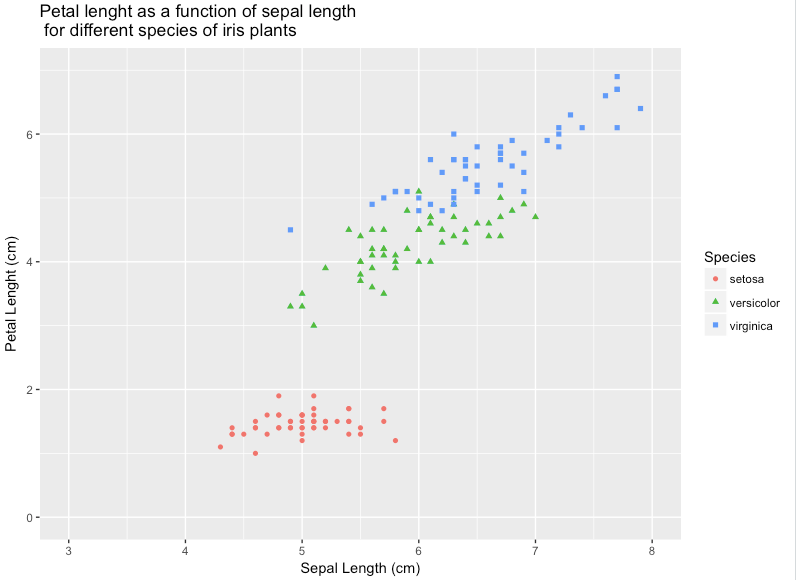 Petal lenght as a function of sepal length
for different species of iris plants
Petal Lenght (cm)
6
4
2
0
3 4 5 6 7 8
Sepal Length (cm)
Species
setosa
versicolor
virginica